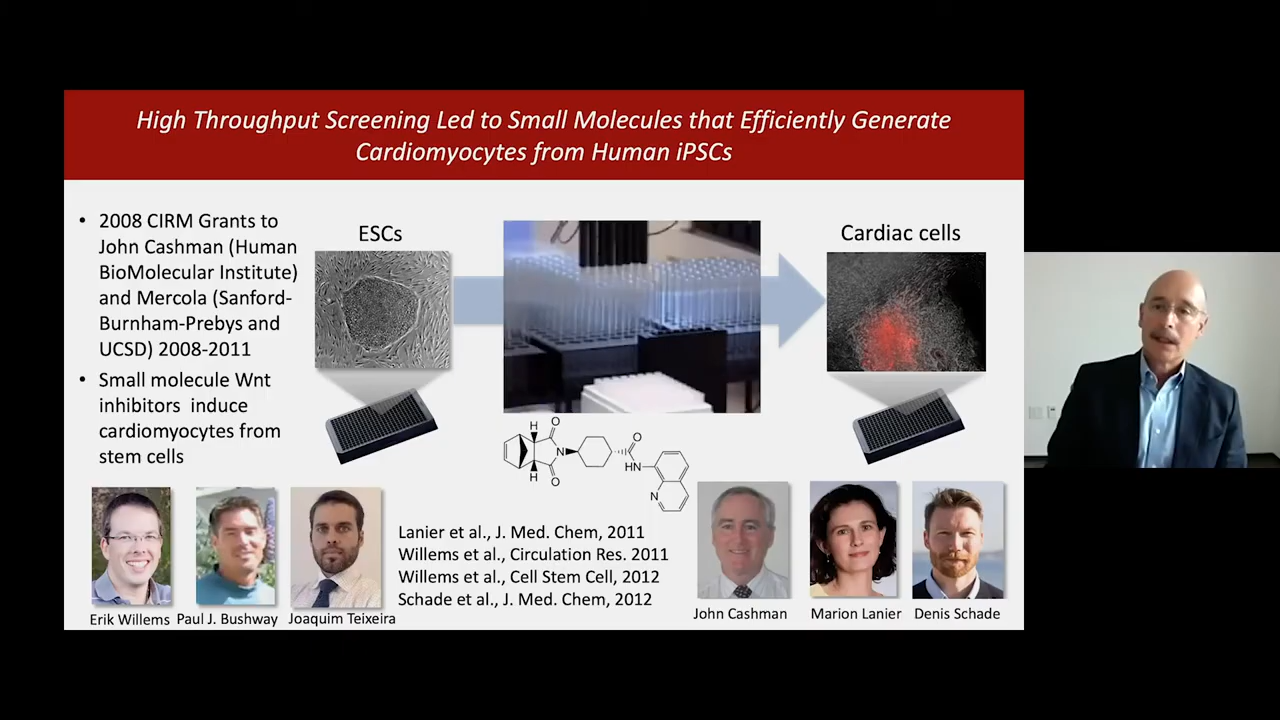 High Throughput Screening Led to Small Molecules that Efficiently Generate
Cardiomyocytes from Human iPSCs
• 2008 CIRM Grants to
John Cashman (Human
BioMolecular Institute)
and Mercola (Sanford-
Burnham-Prebys and
UCSD) 2008-2011
• Small molecule Wnt
inhibitors induce
cardiomyocytes from
stem cells
ESCs
Cardiac cells
H
O
N
H
O
O
HN
N
Lanier et al., J. Med. Chem, 2011
Willems et al., Circulation Res. 2011
Willems et al., Cell Stem Cell, 2012
Schade et al., J. Med. Chem, 2012
Erik Willems
Paul J. Bushway
Joaquim Teixeira
John Cashman
Marion Lanier
Denis Schade